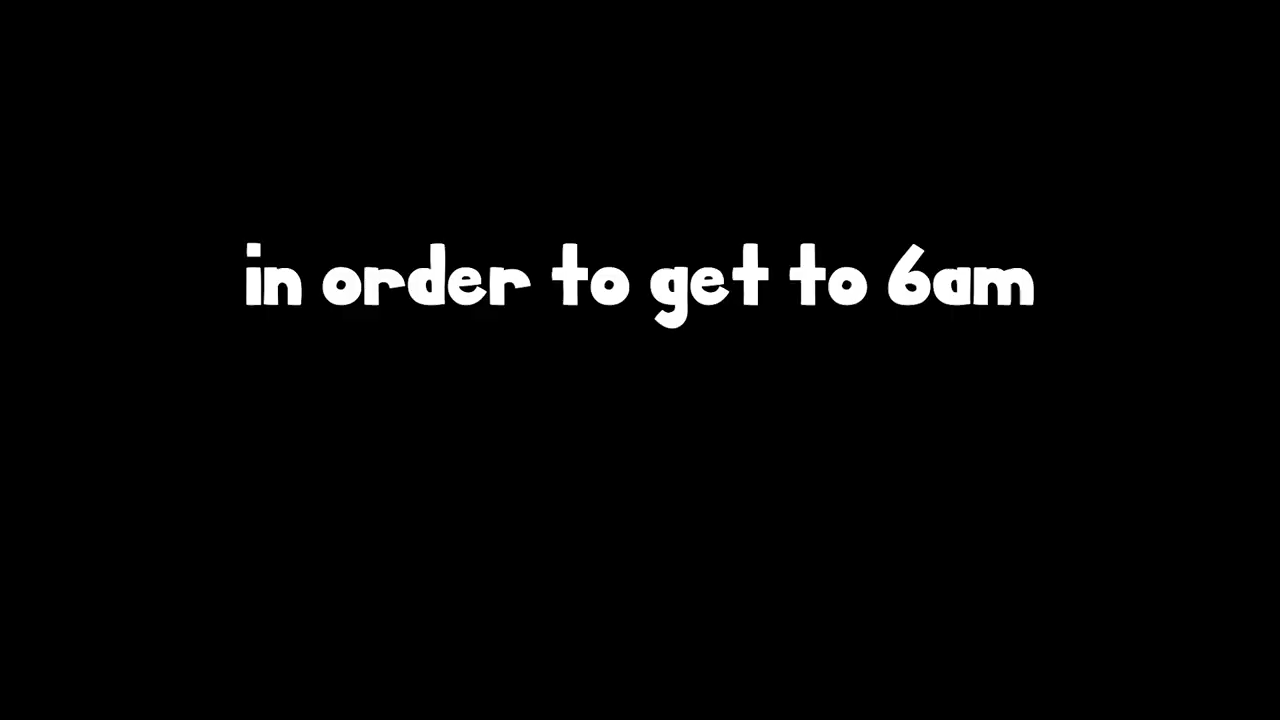 in order to get to 6am